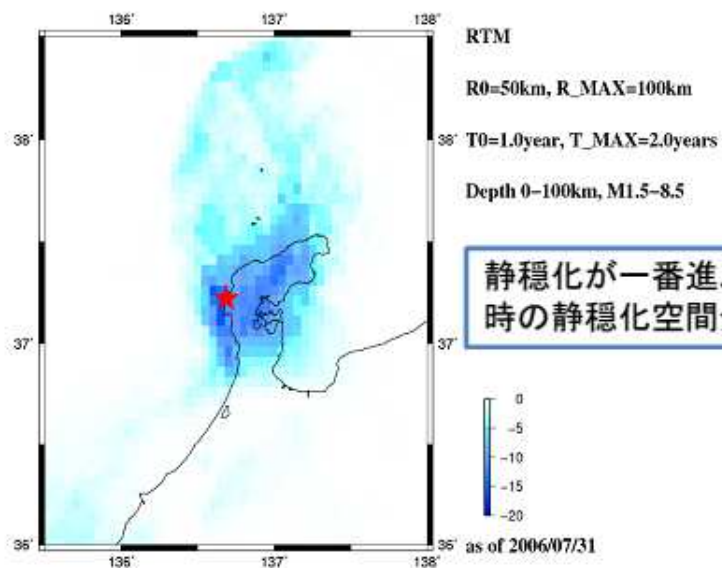 136° 137° 138°
38°
37°
36°
38°
37°
36°
136° 137° 138°
RTM
R0=50km, R_MAX=100km
T0=1.0year, T_MAX=2.0years
Depth 0-100km, M1.5-8.5
静穏化が一番進
時の静穏化空間
0
-5
-10
-15
-20
as of 2006/07/31